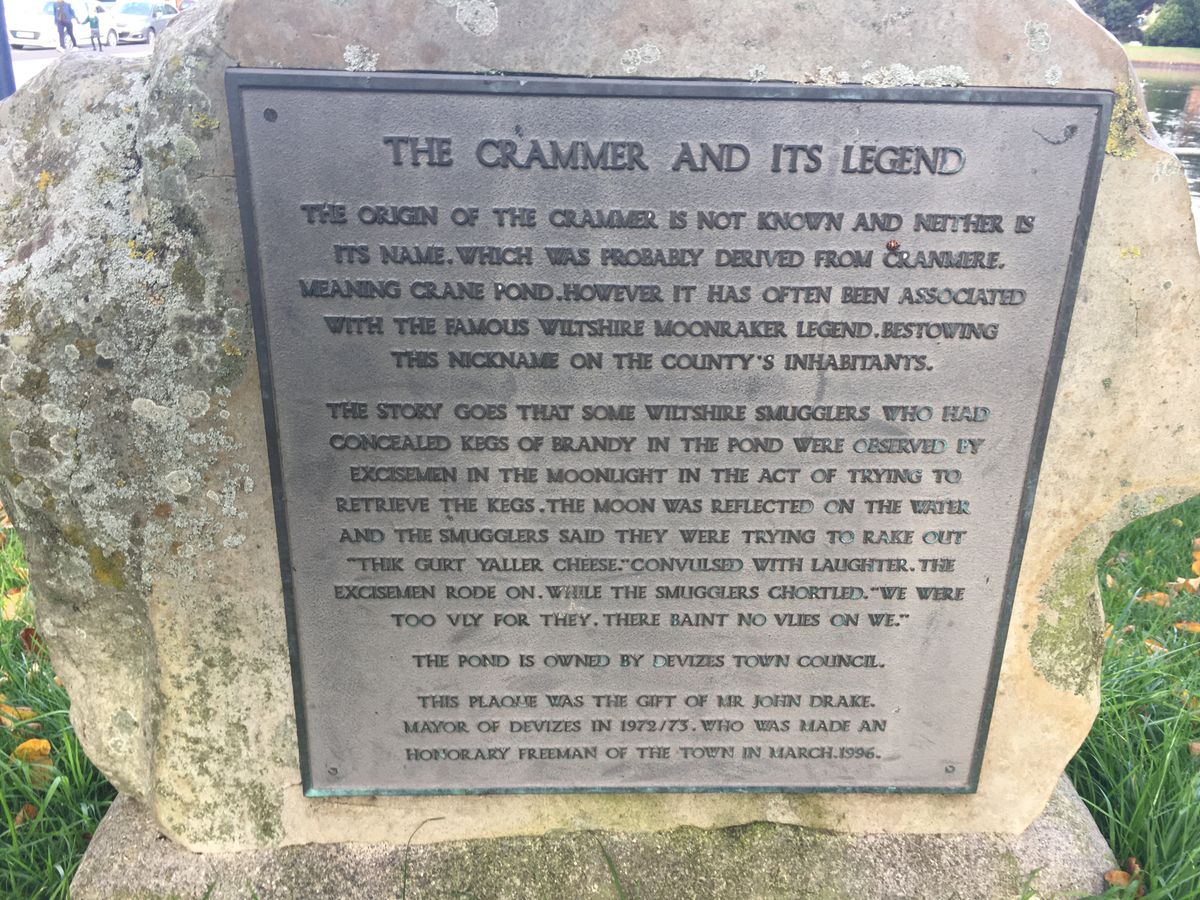 THE CRAMMER AND ITS LEGEND
THE ORIGIN OF THE CRAMMER IS NOT KNOWN AND NEITHER IS
ITS NAME. WHICH WAS PROBABLY DERIVED FROM CRANMERE.
MEANING CRANE POND. HOWEVER IT HAS OFTEN BEEN ASSOCIATED
WITH THE FAMOUS WILTSHIRE MOONRAKER LEGEND. BESTOWING
THIS NICKNAME ON THE COUNTY'S INHABITANTS.
THE STORY GOES THAT SOME WILTSHIRE SMUGGLERS WHO HAD
CONCEALED KEGS OF BRANDY IN THE POND WERE OBSERVED BY
EXCISEMEN IN THE MOONLIGHT IN THE ACT OF TRYING TO
RETRIEVE THE KEGS. THE MOON WAS REFLECTED ON THE WATER
AND THE SMUGGLERS SAID THEY WERE TRYING TO RAKE OUT
"THIK GURT YALLER CHEESE." CONVULSED WITH LAUGHTER. THE
EXCISEMEN RODE ON. WHILE THE SMUGGLERS CHORTLED. "WE WERE
TOO VLY FOR THEY. THERE BAINT NO VLIES ON WE."
THE POND IS OWNED BY DEVIZES TOWN COUNCIL.
THIS PLAQUE WAS THE GIFT OF MR JOHN DRAKE.
MAYOR OF DEVIZES IN 1972/73. WHO WAS MADE AN
HONORARY FREEMAN OF THE TOWN IN MARCH. 1996.